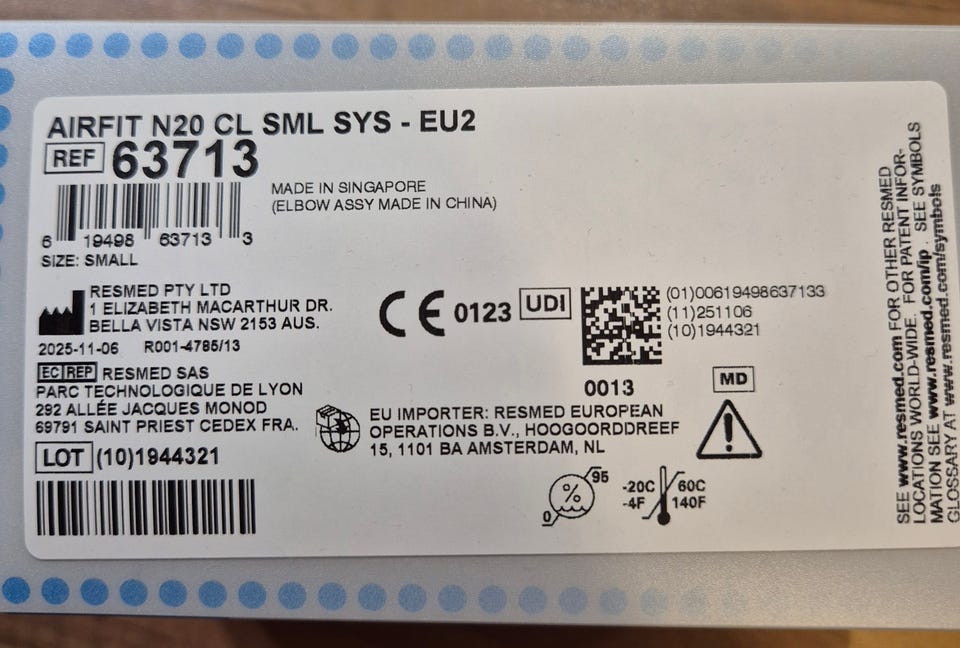 AIRFIT N20 CL SML SYS - EU2
REF 63713
MADE IN SINGAPORE
(ELBOW ASSY MADE IN CHINA)
6 19498 63713 3
SIZE: SMALL
RESMED PTY LTD
1 ELIZABETH MACARTHUR DR.
BELLA VISTA NSW 2153 AUS.
2025-11-06 R001-4785/13
CE 0123 UDI
(01)00619498637133
(11)251106
(10)1944321
0013
MD
EC REP RESMED SAS
PARC TECHNOLOGIQUE DE LYON
292 ALLÉE JACQUES MONOD
69791 SAINT PRIEST CEDEX FRA.
EU IMPORTER: RESMED EUROPEAN
OPERATIONS B.V., HOOGOORDDREEF
15, 1101 BA AMSTERDAM, NL
LOT (10)1944321
%
95
0
-20C
-4F
60C
140F
SEE www.resmed.com FOR OTHER RESMED
LOCATIONS WORLD-WIDE. FOR PATENT INFOR-
MATION SEE www.resmed.com/ip. SEE SYMBOLS
GLOSSARY AT www.resmed.com/symbols